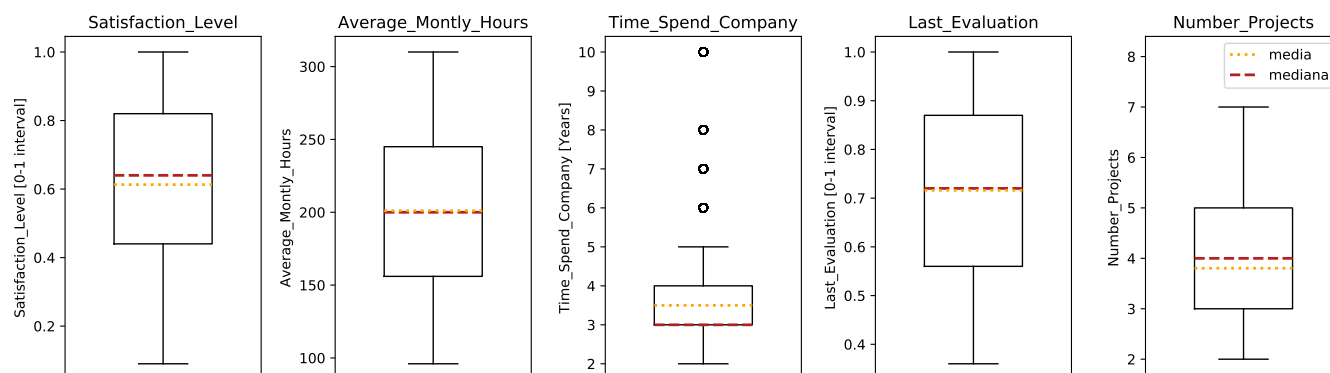 Satisfaction_Level
Satisfaction_Level [0-1 interval]
1.0
0.8
0.6
0.4
0.2
Average_Montly_Hours
Average_Montly_Hours
300
250
200
150
100
Time_Spend_Company
Time_Spend_Company [Years]
10
9
8
7
6
5
4
3
2
Last_Evaluation
Last_Evaluation [0-1 interval]
1.0
0.9
0.8
0.7
0.6
0.5
0.4
Number_Projects
Number_Projects
8
7
6
5
4
3
2
media
mediana